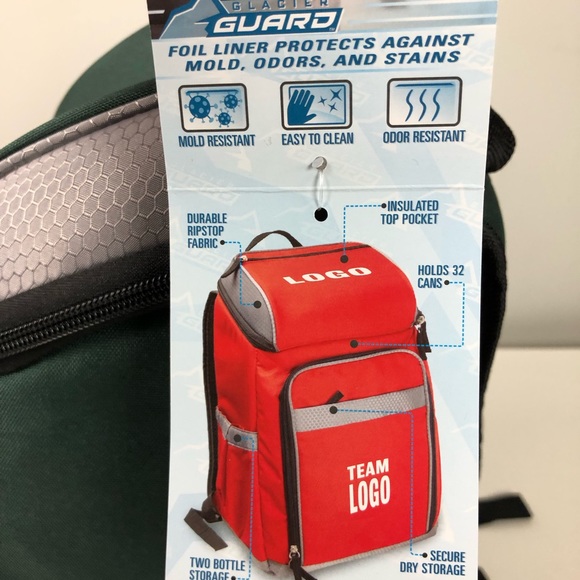 GLACIER
GUARD
FOIL LINER PROTECTS AGAINST
MOLD, ODORS, AND STAINS
MOLD RESISTANT
EASY TO CLEAN
ODOR RESISTANT
DURABLE
RIPSTOP
FABRIC
INSULATED
TOP POCKET
HOLDS 32
CANS
LOGO
TEAM
LOGO
TWO BOTTLE
STORAGE
SECURE
DRY STORAGE